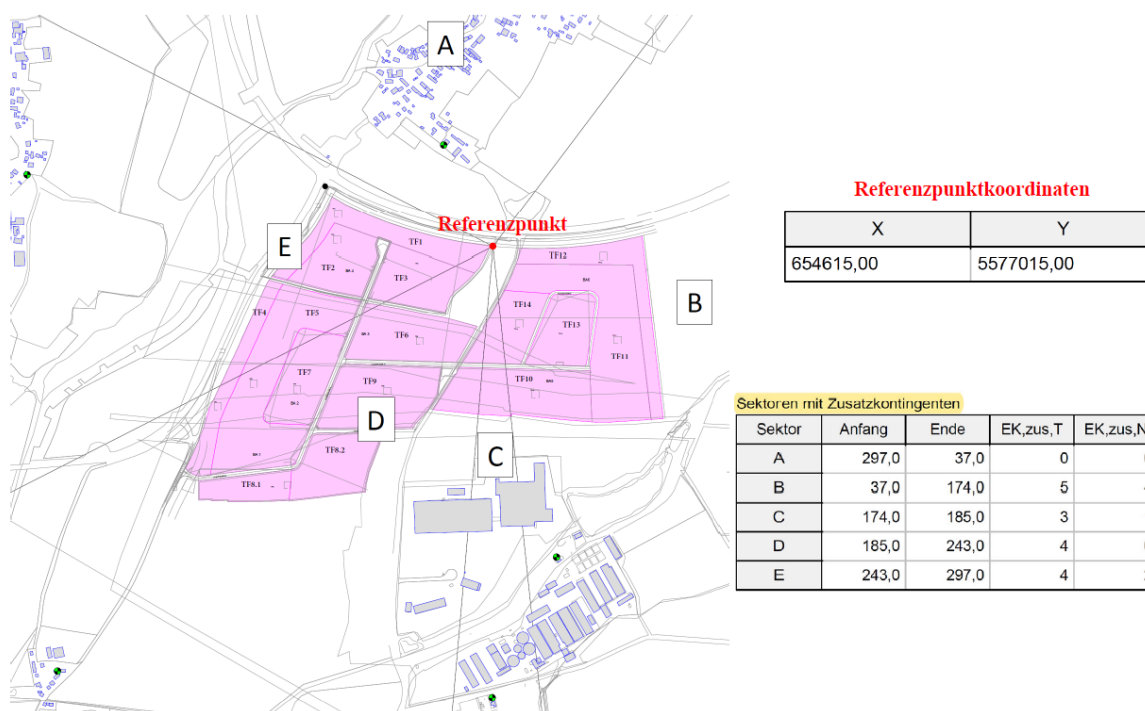 A
Referenzpunkt
E
B
TF1
TF2
TF3
TF12
TF4
TF5
TF14
TF13
TF6
TF11
TF7
TF9
TF10
D
C
TF8.2
TF8.1
Referenzpunktkoordinaten
X Y
654615,00 5577015,00
Sektoren mit Zusatzkontingenten
Sektor Anfang Ende EK,zus,T EK,zus,N
A 297,0 37,0 0
B 37,0 174,0 5
C 174,0 185,0 3
D 185,0 243,0 4
E 243,0 297,0 4